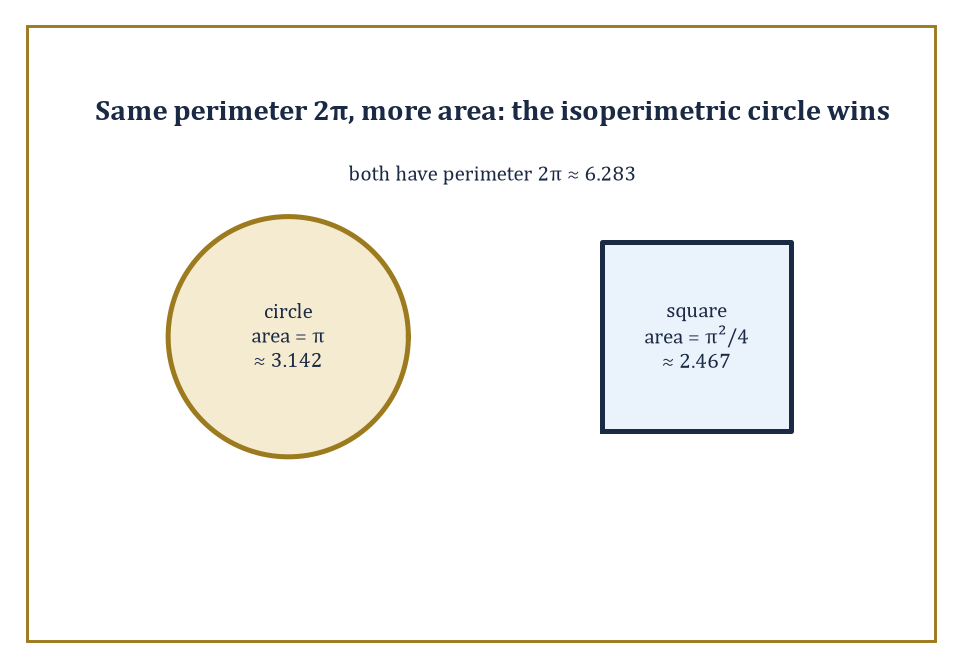 Same perimeter 2π, more area: the isoperimetric circle wins
both have perimeter 2π ≈ 6.283
circle
area = π
≈ 3.142
square
area = π²/4
≈ 2.467